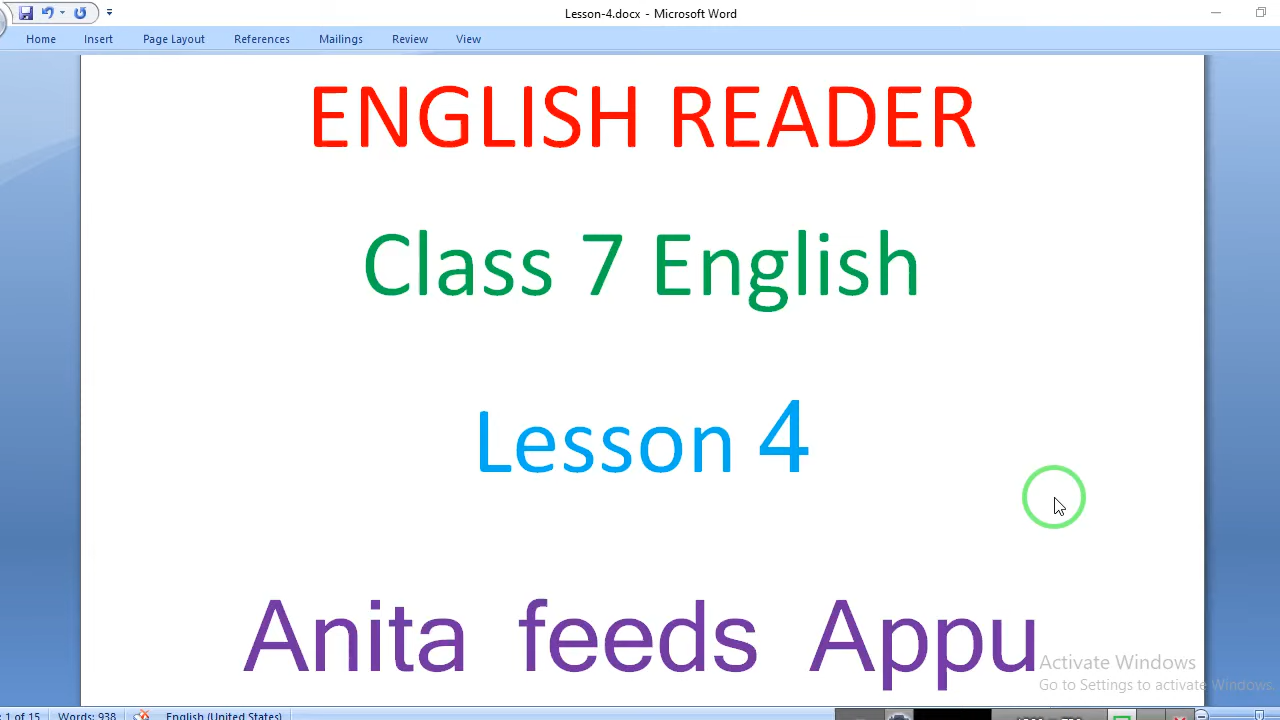 Lesson-4.docx - Microsoft Word
Home Insert Page Layout References Mailings Review View
ENGLISH READER
Class 7 English
Lesson 4
Anita feeds Appu
Activate Windows
Go to Settings to activate Windows.
1 of 15 Words: 938 English (United States)